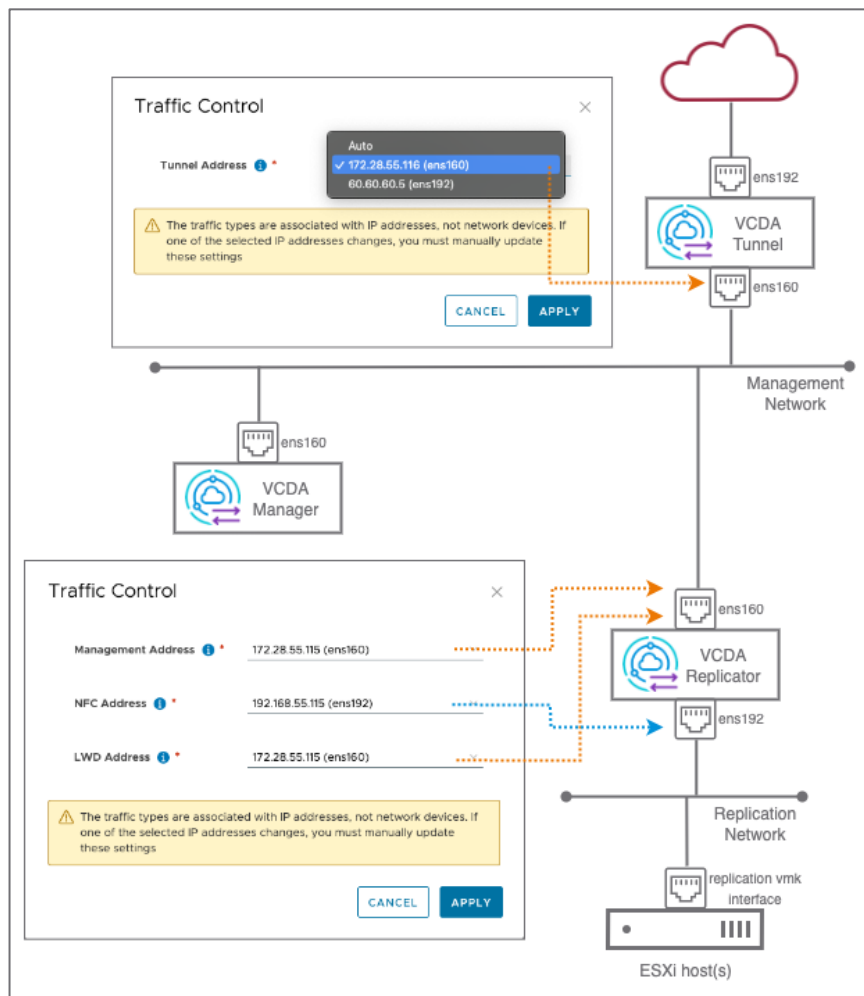 Traffic Control
Tunnel Address *
Auto
✓ 172.28.55.116 (ens160)
60.60.60.5 (ens192)
The traffic types are associated with IP addresses, not network devices. If
one of the selected IP addresses changes, you must manually update
these settings
CANCEL
APPLY
ens192
VCDA
Tunnel
ens160
Management
Network
ens160
VCDA
Manager
Traffic Control
Management Address *
172.28.55.115 (ens160)
NFC Address *
192.168.55.115 (ens192)
LWD Address *
172.28.55.115 (ens160)
The traffic types are associated with IP addresses, not network devices. If
one of the selected IP addresses changes, you must manually update
these settings
CANCEL
APPLY
ens160
VCDA
Replicator
ens192
Replication
Network
replication vmk
interface
ESXi host(s)